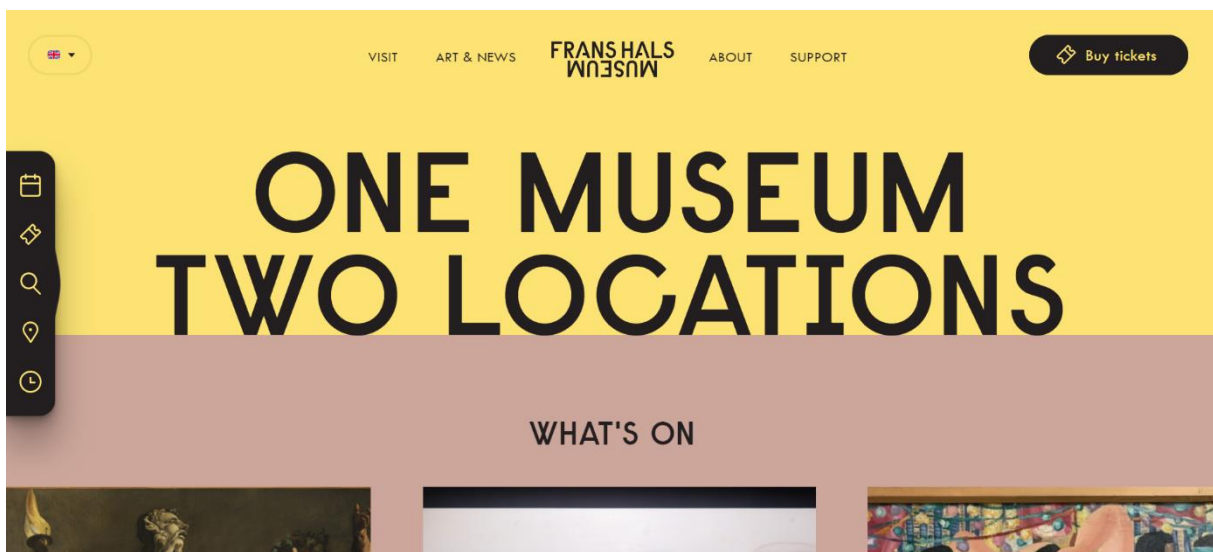 VISIT
ART & NEWS
FRANS HALS
MUSEUM
ABOUT
SUPPORT
Buy tickets
ONE MUSEUM
TWO LOCATIONS
WHAT'S ON